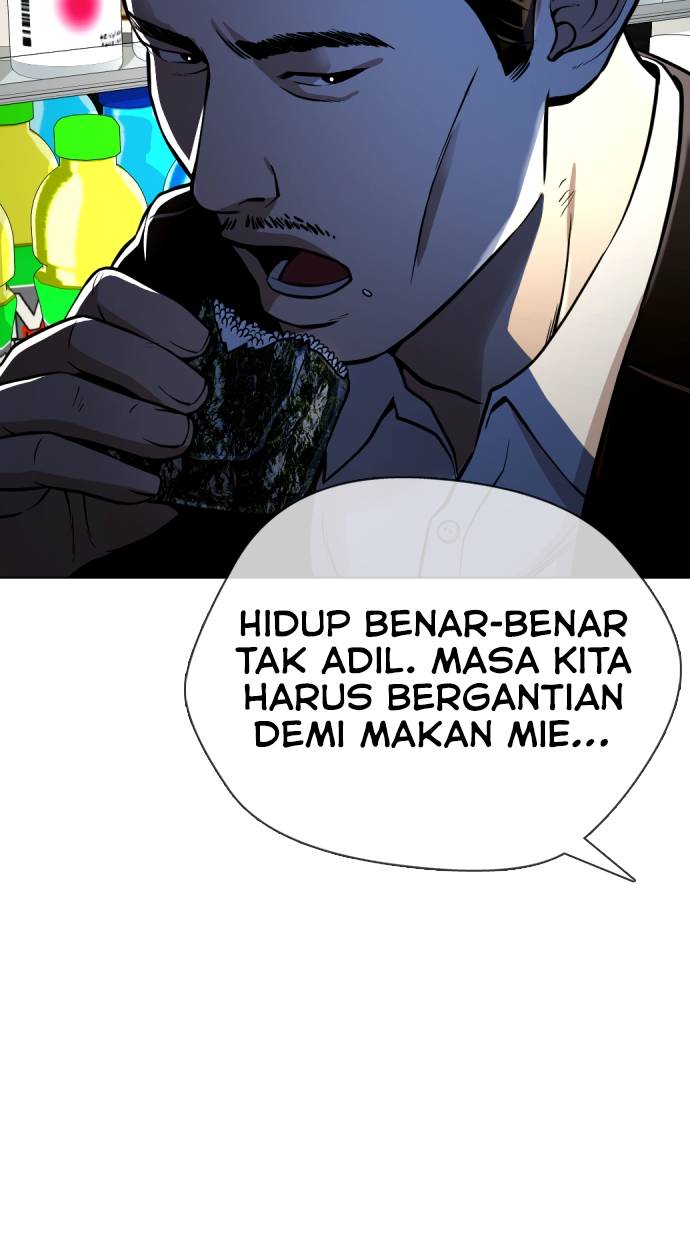 HIDUP BENAR-BENAR
TAK ADIL. MASA KITA
HARUS BERGANTIAN
DEMI MAKAN MIE...